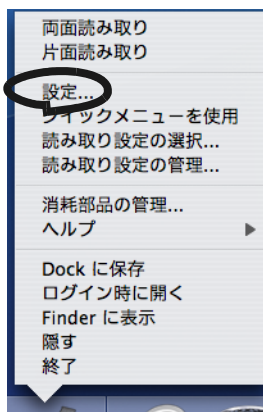 両面読み取り
片面読み取り
設定...
クイックメニューを使用
読み取り設定の選択...
読み取り設定の管理...
消耗部品の管理...
ヘルプ
Dock に保存
ログイン時に開く
Finder に表示
隠す
終了